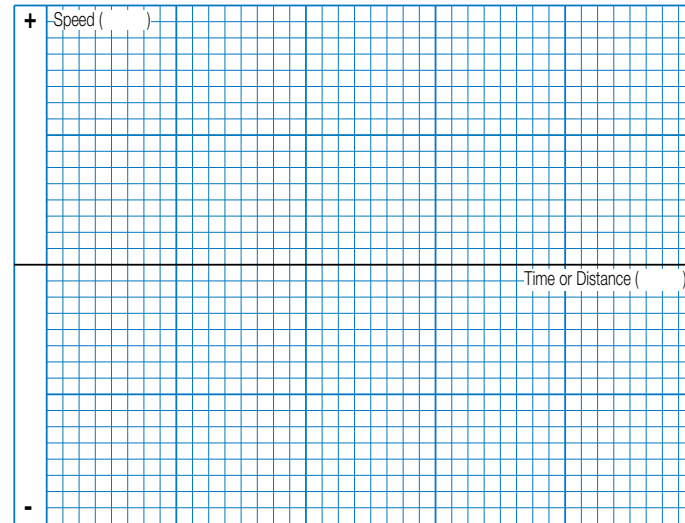 + Speed ( )
Time or Distance ( )
-